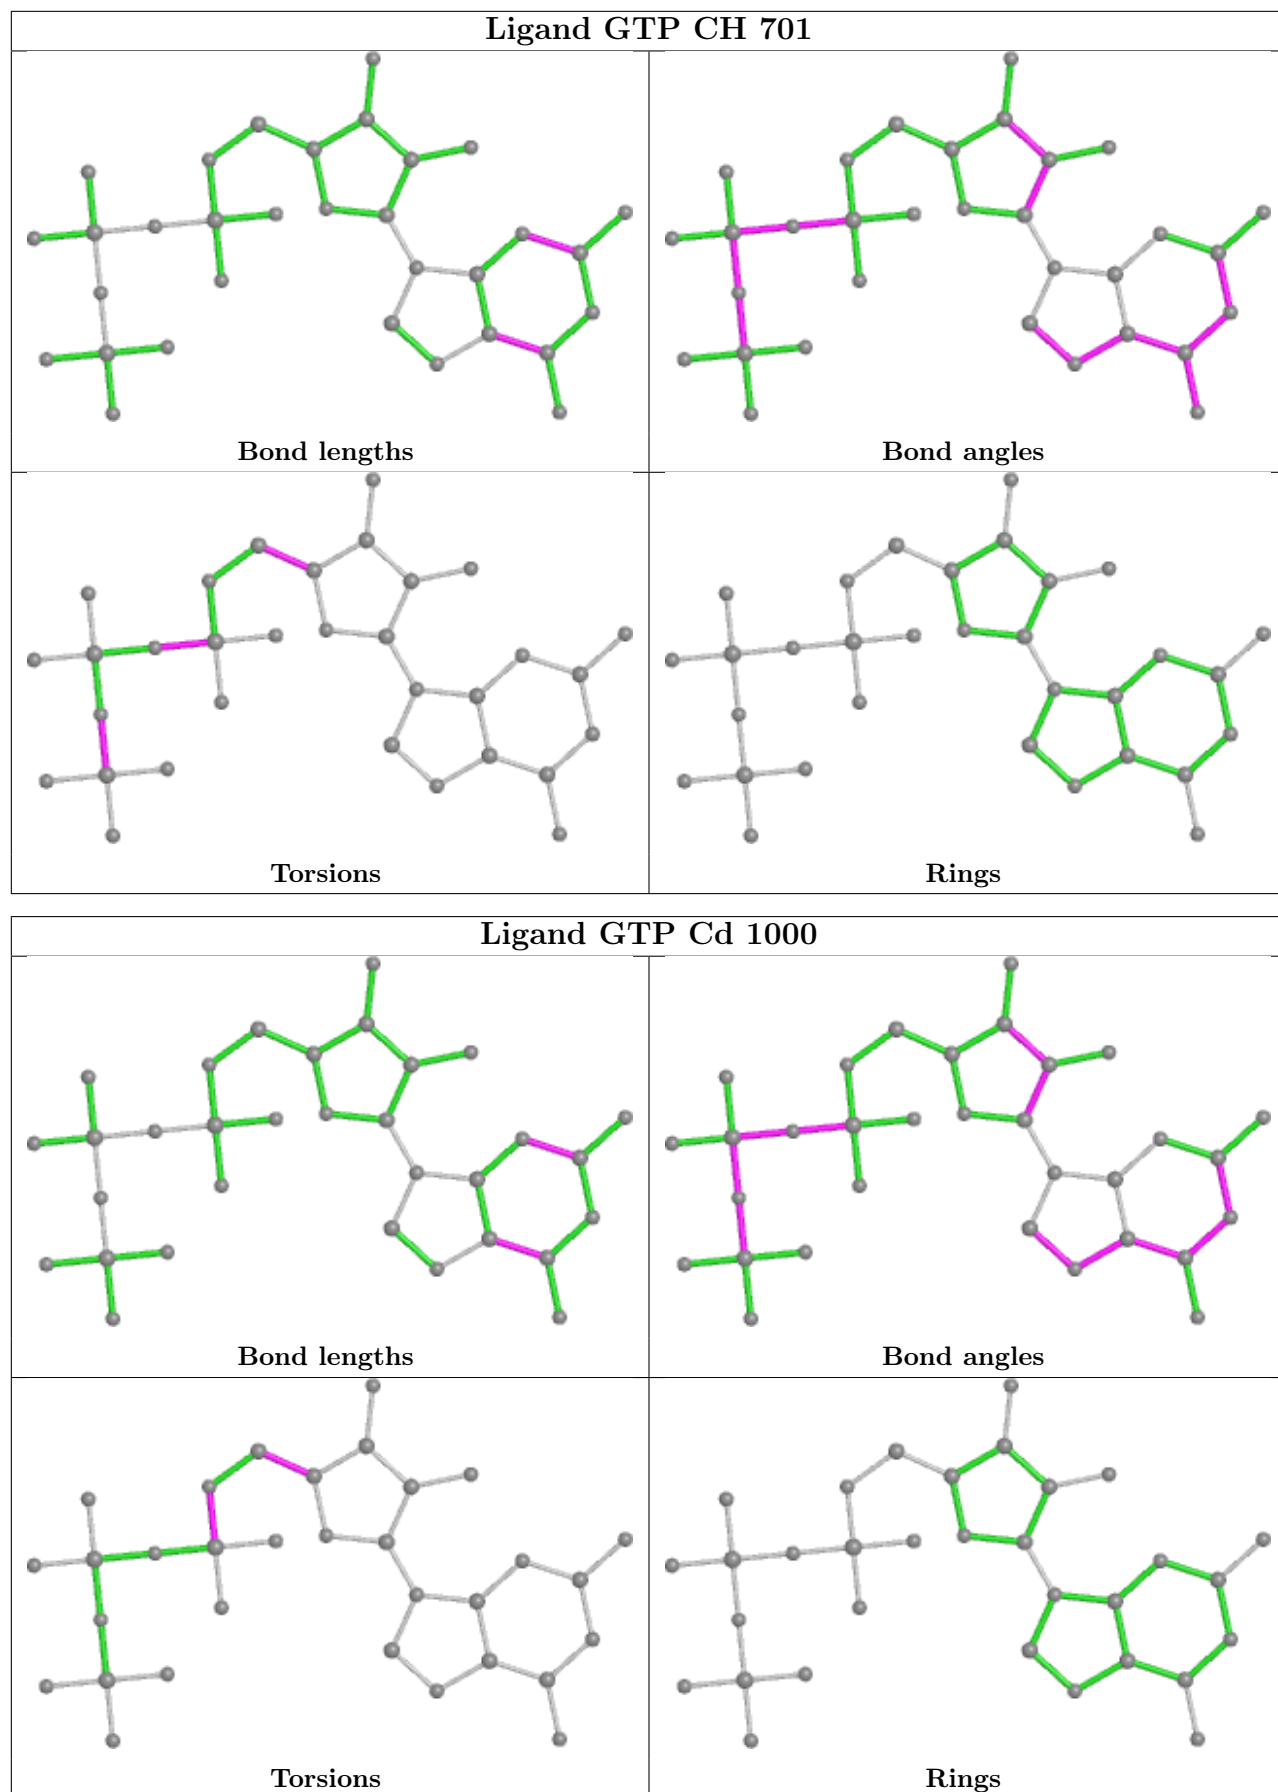 Ligand GTP CH 701
Bond lengths
Bond angles
Torsions
Rings
Ligand GTP Cd 1000
Bond lengths
Bond angles
Torsions
Rings